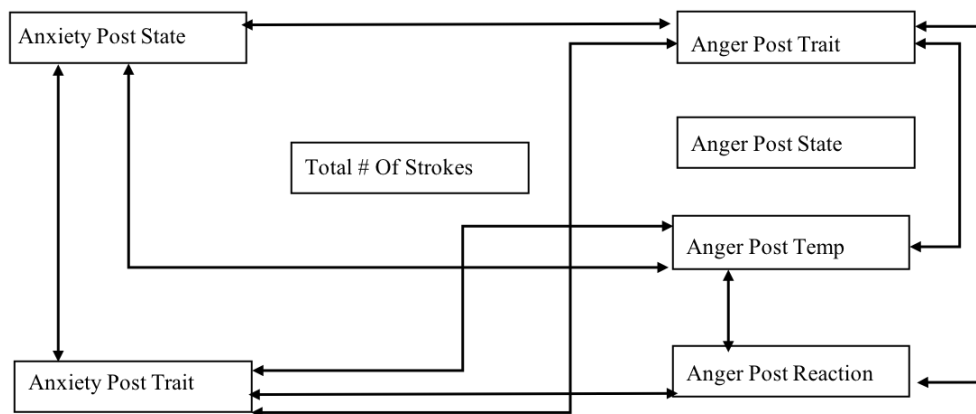 Anxiety Post State
Anger Post Trait
Anger Post State
Total # Of Strokes
Anger Post Temp
Anxiety Post Trait
Anger Post Reaction